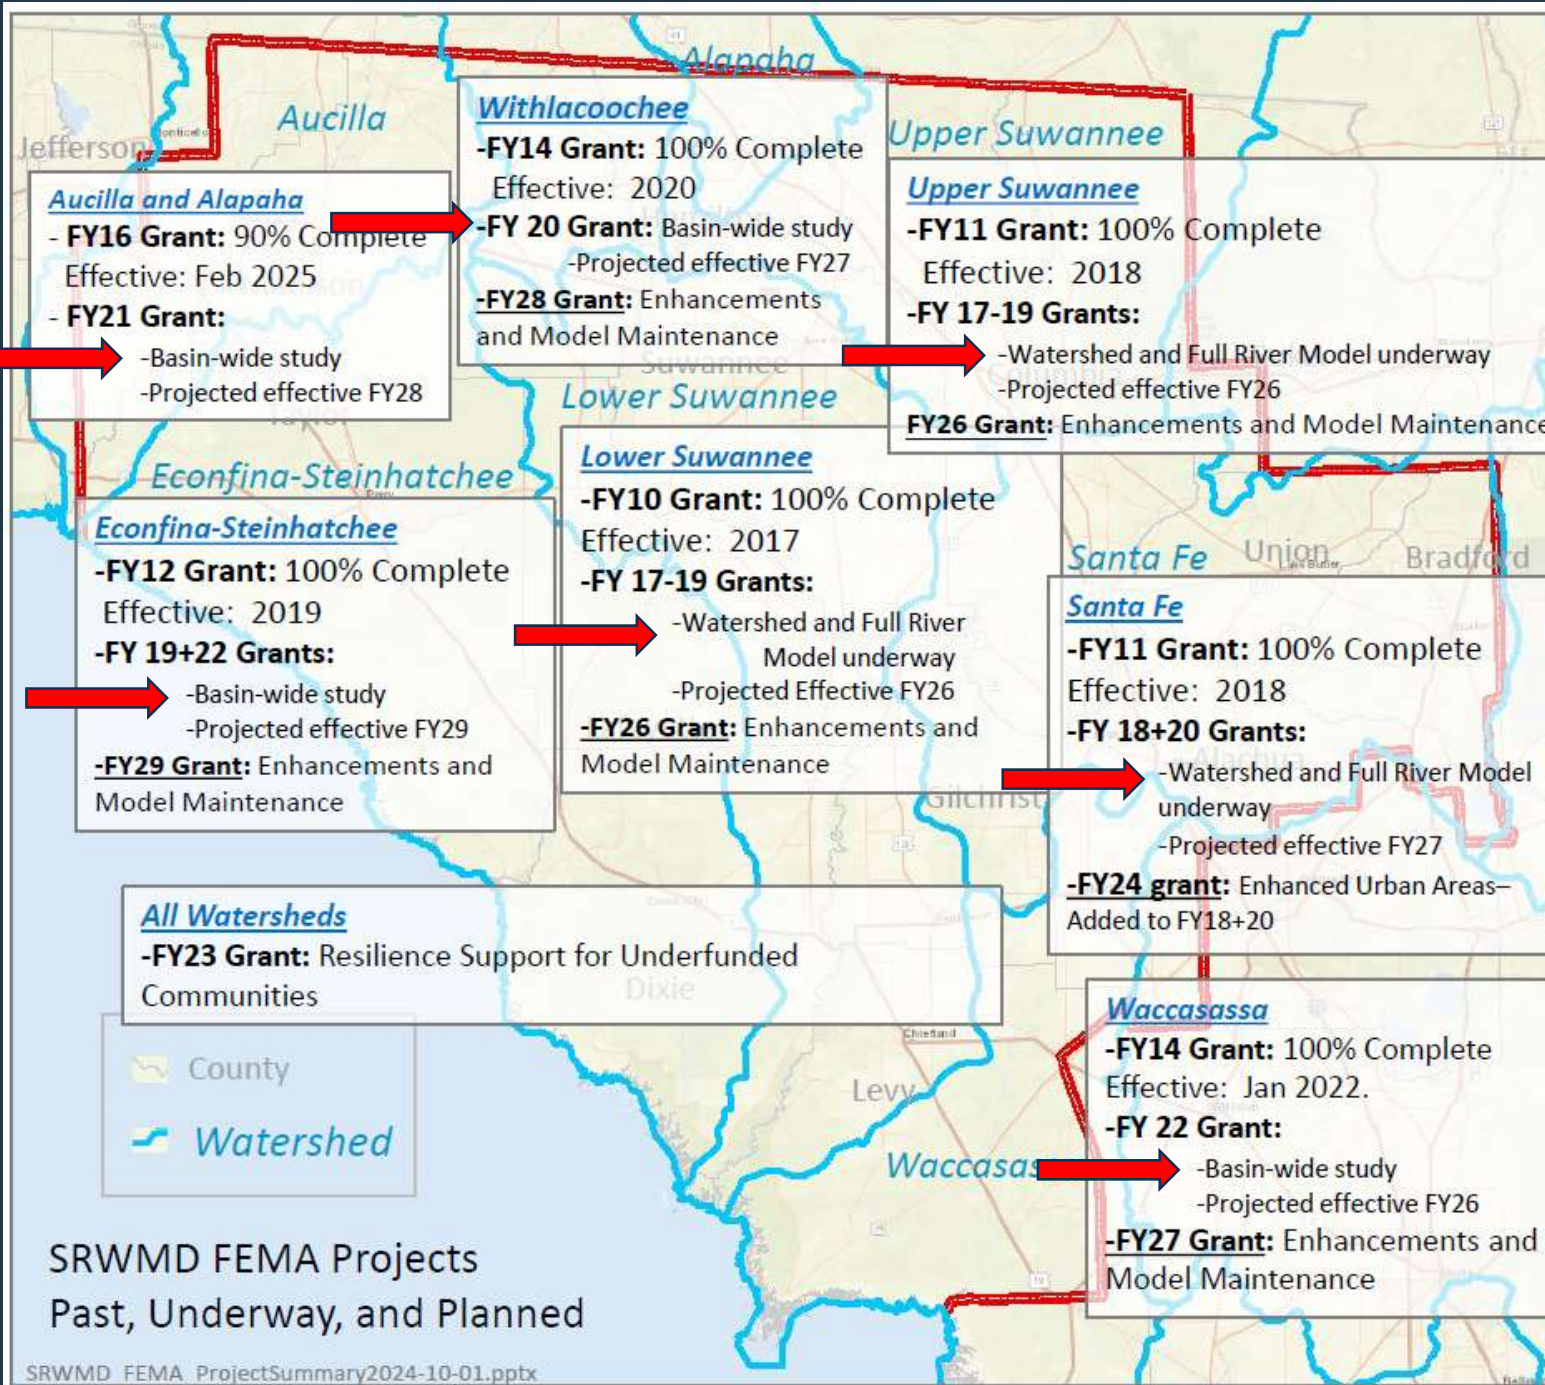 Alapaha
Aucilla
Jefferson
Upper Suwannee
Withlacoochee
-FY14 Grant: 100% Complete
Effective: 2020
-FY 20 Grant: Basin-wide study
-Projected effective FY27
-FY28 Grant: Enhancements
and Model Maintenance
Aucilla and Alapaha
- FY16 Grant: 90% Complete
Effective: Feb 2025
- FY21 Grant:
-Basin-wide study
-Projected effective FY28
Upper Suwannee
-FY11 Grant: 100% Complete
Effective: 2018
-FY 17-19 Grants:
-Watershed and Full River Model underway
-Projected effective FY26
FY26 Grant: Enhancements and Model Maintenance
Suwannee
Columbia
Taylor
Lower Suwannee
Econfina-Steinhatchee
Lower Suwannee
-FY10 Grant: 100% Complete
Effective: 2017
-FY 17-19 Grants:
-Watershed and Full River
Model underway
-Projected Effective FY26
-FY26 Grant: Enhancements and
Model Maintenance
Econfina-Steinhatchee
-FY12 Grant: 100% Complete
Effective: 2019
-FY 19+22 Grants:
-Basin-wide study
-Projected effective FY29
-FY29 Grant: Enhancements and
Model Maintenance
Santa Fe
Union
Bradford
Santa Fe
-FY11 Grant: 100% Complete
Effective: 2018
-FY 18+20 Grants:
Alachua
-Watershed and Full River Model
underway
-Projected effective FY27
-FY24 grant: Enhanced Urban Areas–
Added to FY18+20
Gilchrist
All Watersheds
-FY23 Grant: Resilience Support for Underfunded
Communities
Dixie
Chiefland
Levy
Waccasassa
-FY14 Grant: 100% Complete
Effective: Jan 2022.
-FY 22 Grant:
-Basin-wide study
-Projected effective FY26
-FY27 Grant: Enhancements and
Model Maintenance
Waccasas
County
Watershed
SRWMD FEMA Projects
Past, Underway, and Planned
SRWMD_FEMA_ProjectSummary2024-10-01.pptx